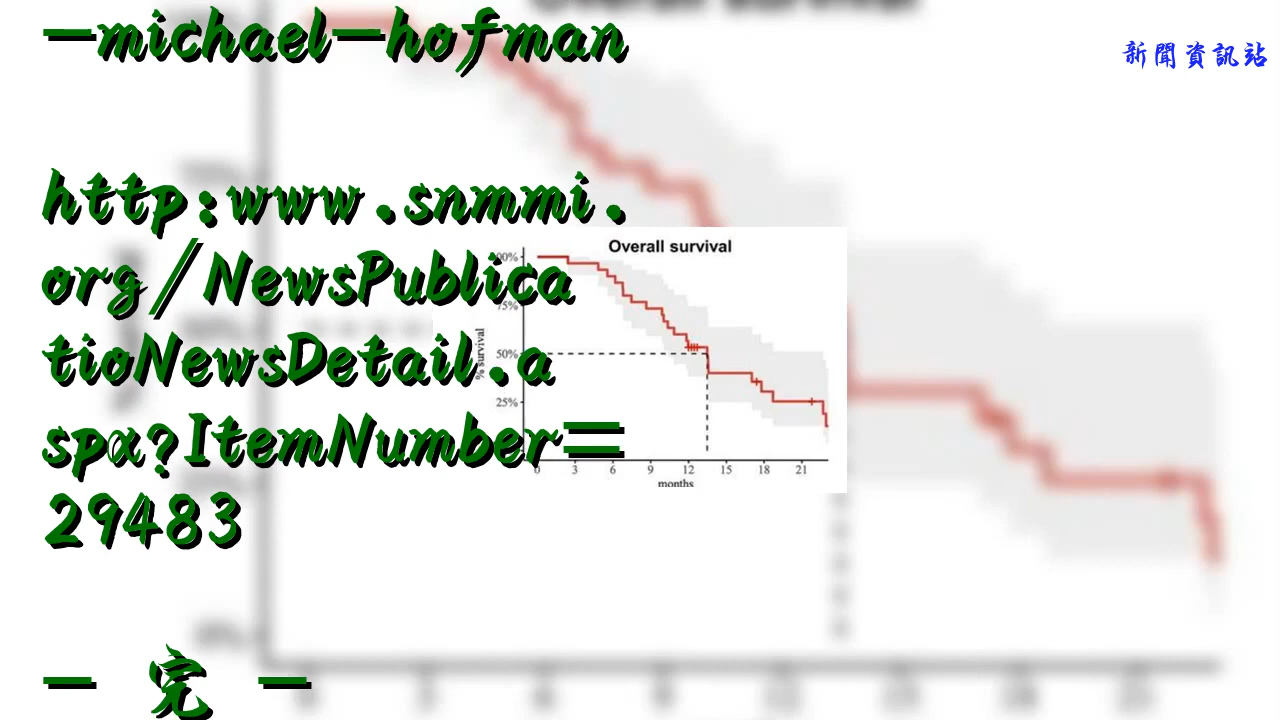 -michael-hofman
新聞資訊站
http:www.snmmi.
org/NewsPublica
tioNewsDetail.a
spx?ItemNumber=
29483
- 完 -
Overall survival
75%
50%
25%
% survival
0 3 6 9 12 15 18 21
months